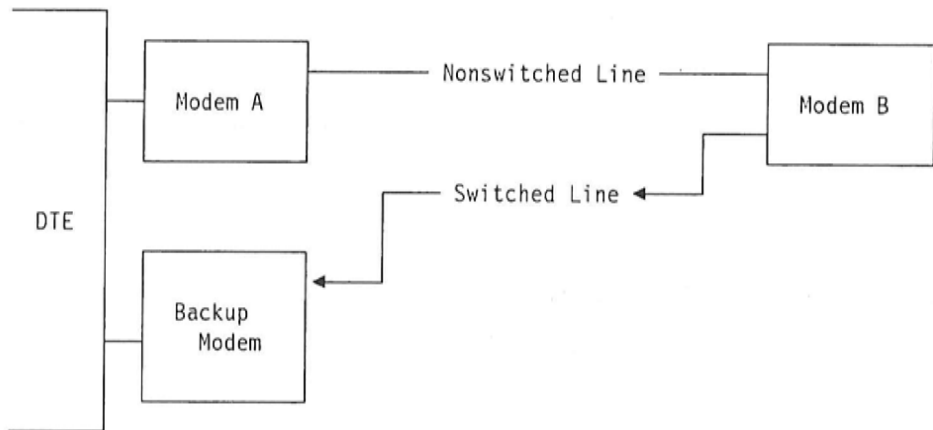 Nonswitched Line
Modem A
Modem B
Switched Line
DTE
Backup
Modem